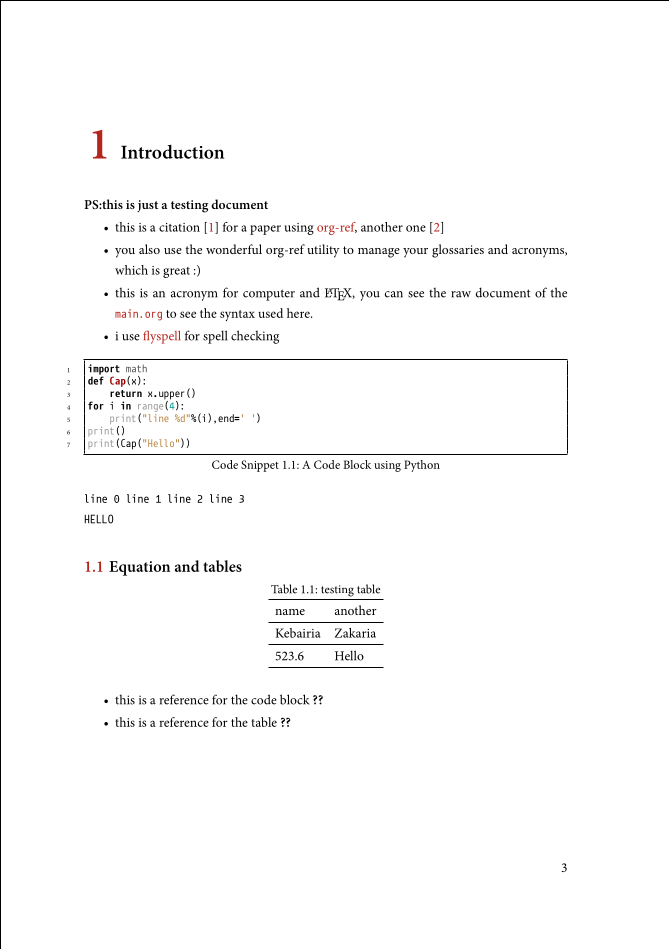 1 Introduction
PS:this is just a testing document
• this is a citation [1] for a paper using org-ref, another one [2]
• you also use the wonderful org-ref utility to manage your glossaries and acronyms,
which is great :)
• this is an acronym for computer and LATEX, you can see the raw document of the
main.org to see the syntax used here.
• i use flyspell for spell checking
1 import math
2 def Cap(x):
3     return x.upper()
4 for i in range(4):
5     print("line %d"%(i),end=' ')
6 print()
7 print(Cap("Hello"))
Code Snippet 1.1: A Code Block using Python
line 0 line 1 line 2 line 3
HELLO
1.1 Equation and tables
Table 1.1: testing table
name another
Kebairia Zakaria
523.6 Hello
• this is a reference for the code block ??
• this is a reference for the table ??
3